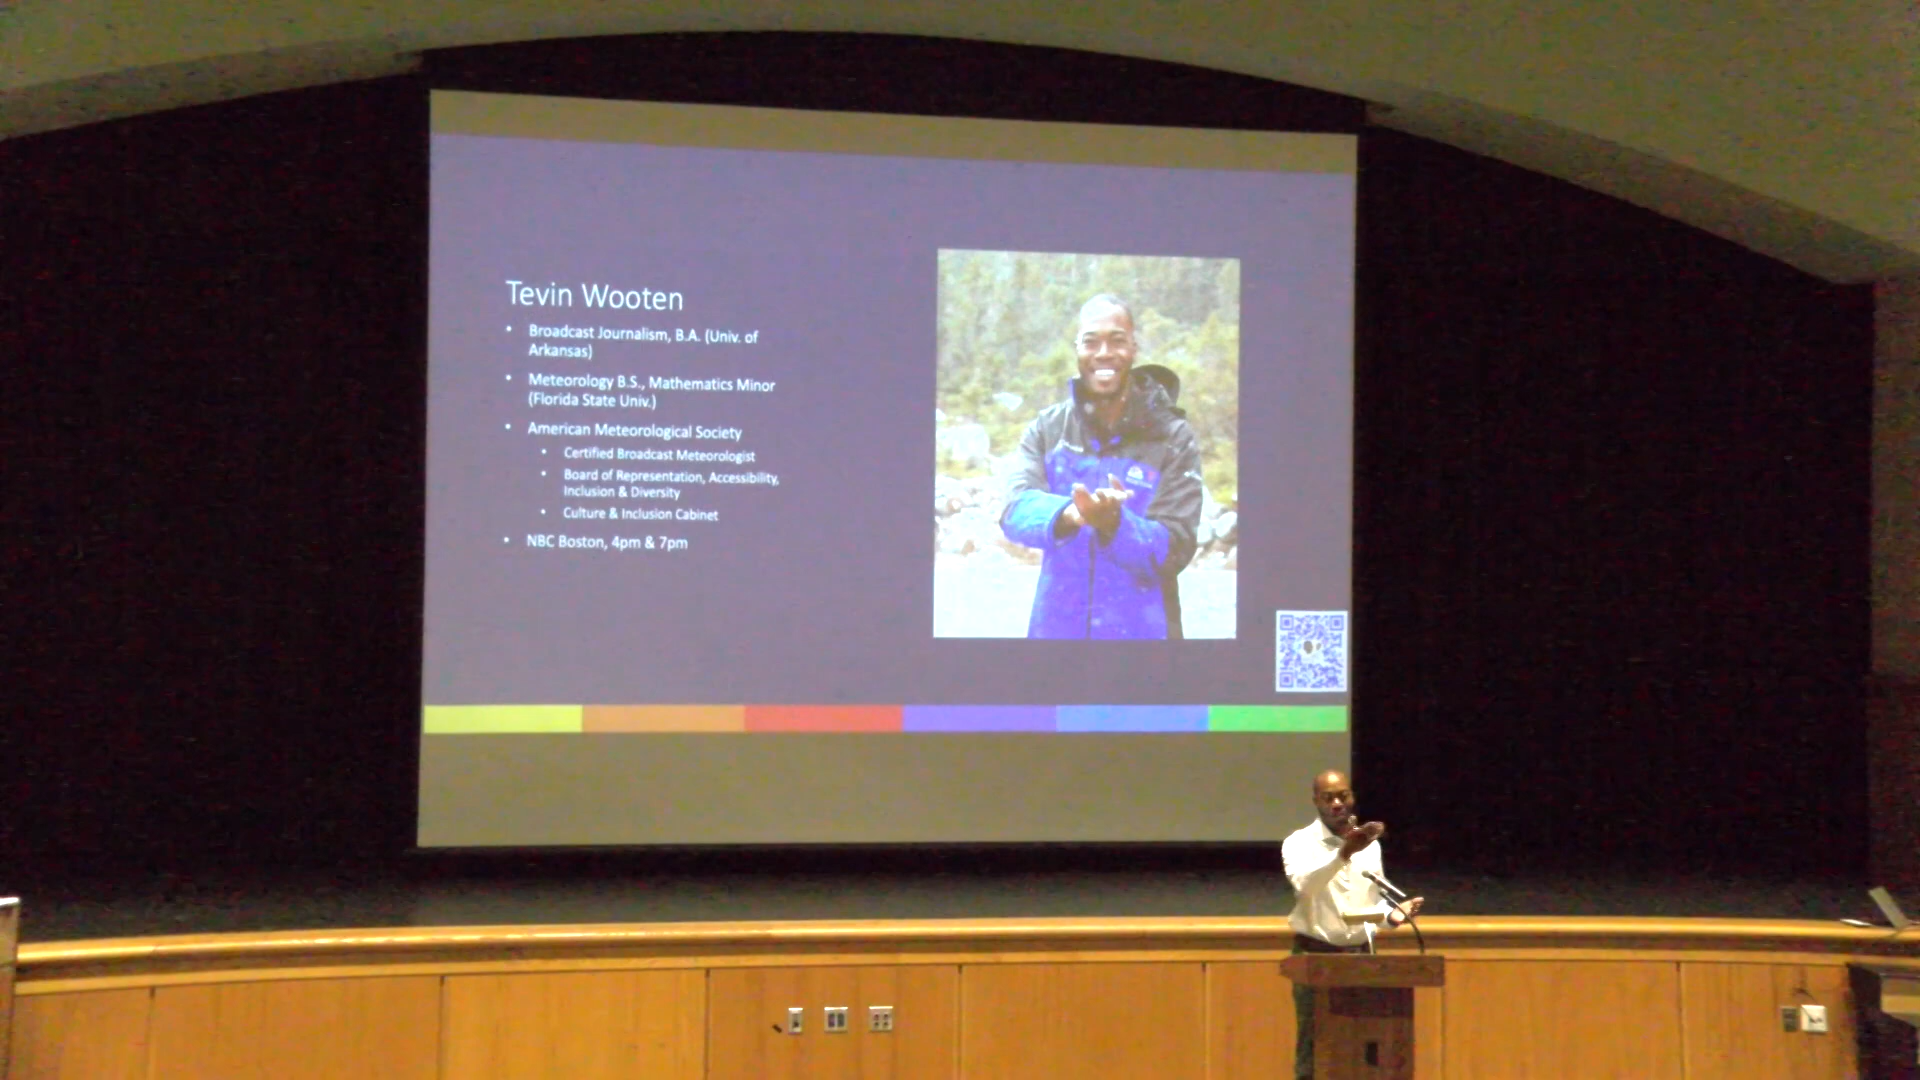 Tevin Wooten
• Broadcast Journalism, B.A. (Univ. of
Arkansas)
• Meteorology B.S., Mathematics Minor
(Florida State Univ.)
• American Meteorological Society
• Certified Broadcast Meteorologist
• Board of Representation, Accessibility,
Inclusion & Diversity
• Culture & Inclusion Cabinet
• NBC Boston, 4pm & 7pm